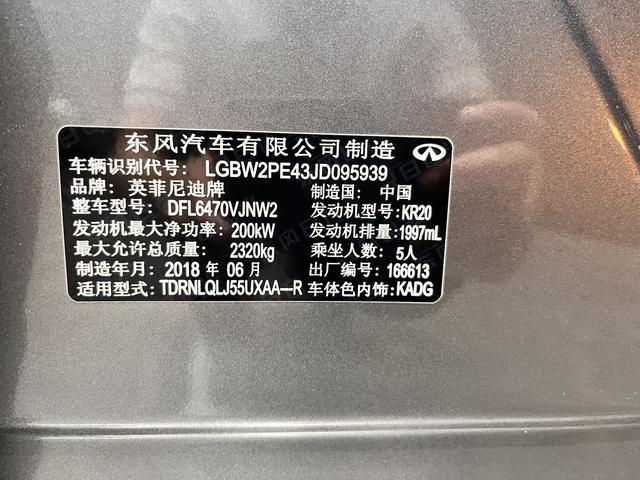 东风汽车有限公司制造
车辆识别代号: LGBW2PE43JD095939
品牌: 英菲尼迪牌 制造国: 中国
整车型号: DFL6470VJNW2 发动机型号: KR20
发动机最大净功率: 200kW 发动机排量: 1997mL
最大允许总质量: 2320kg 乘坐人数: 5人
制造年月: 2018 年 06 月 出厂编号: 166613
适用型式: TDRNLQLJ55UXAA---R 车体色内饰: KADG